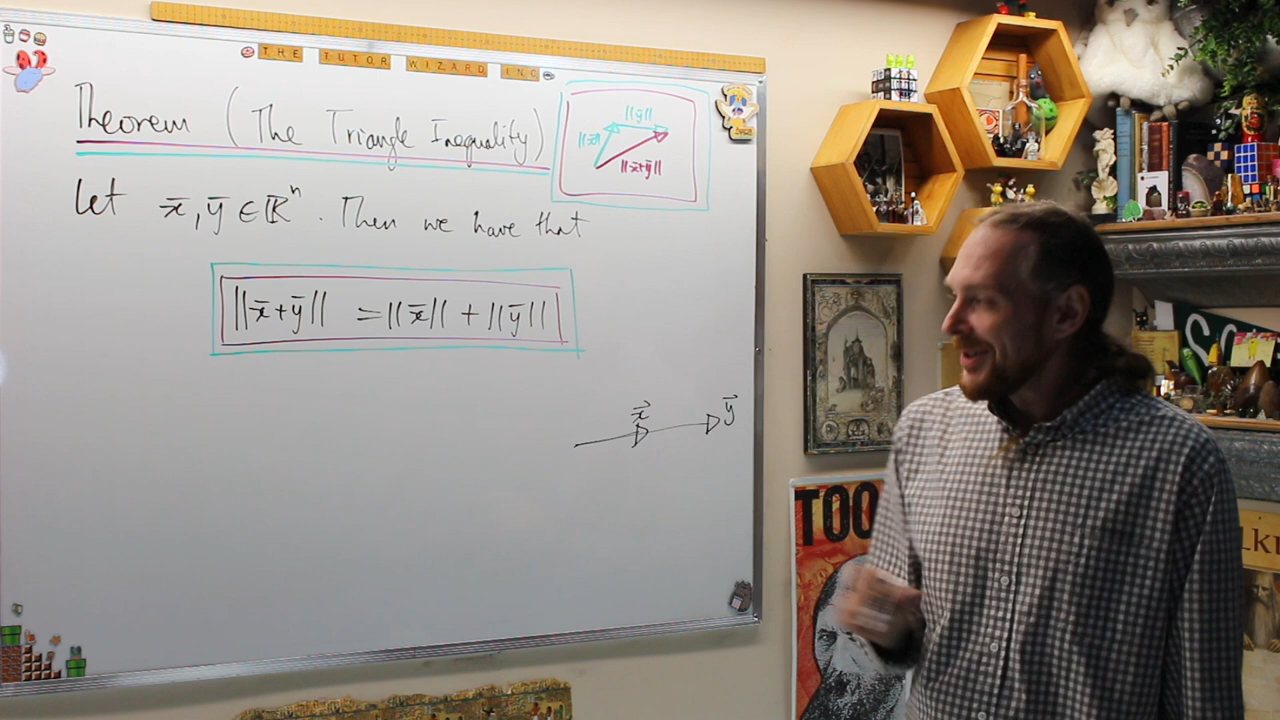 THE TUTOR WIZARD INC
Theorem (The Triangle Inequality)
||ȳ||
||x̄||
||x̄+ȳ||
Let x̄, ȳ ∈ ℝⁿ. Then we have that
||x̄+ȳ|| = ||x̄|| + ||ȳ||
x⃗
y⃗
TOO